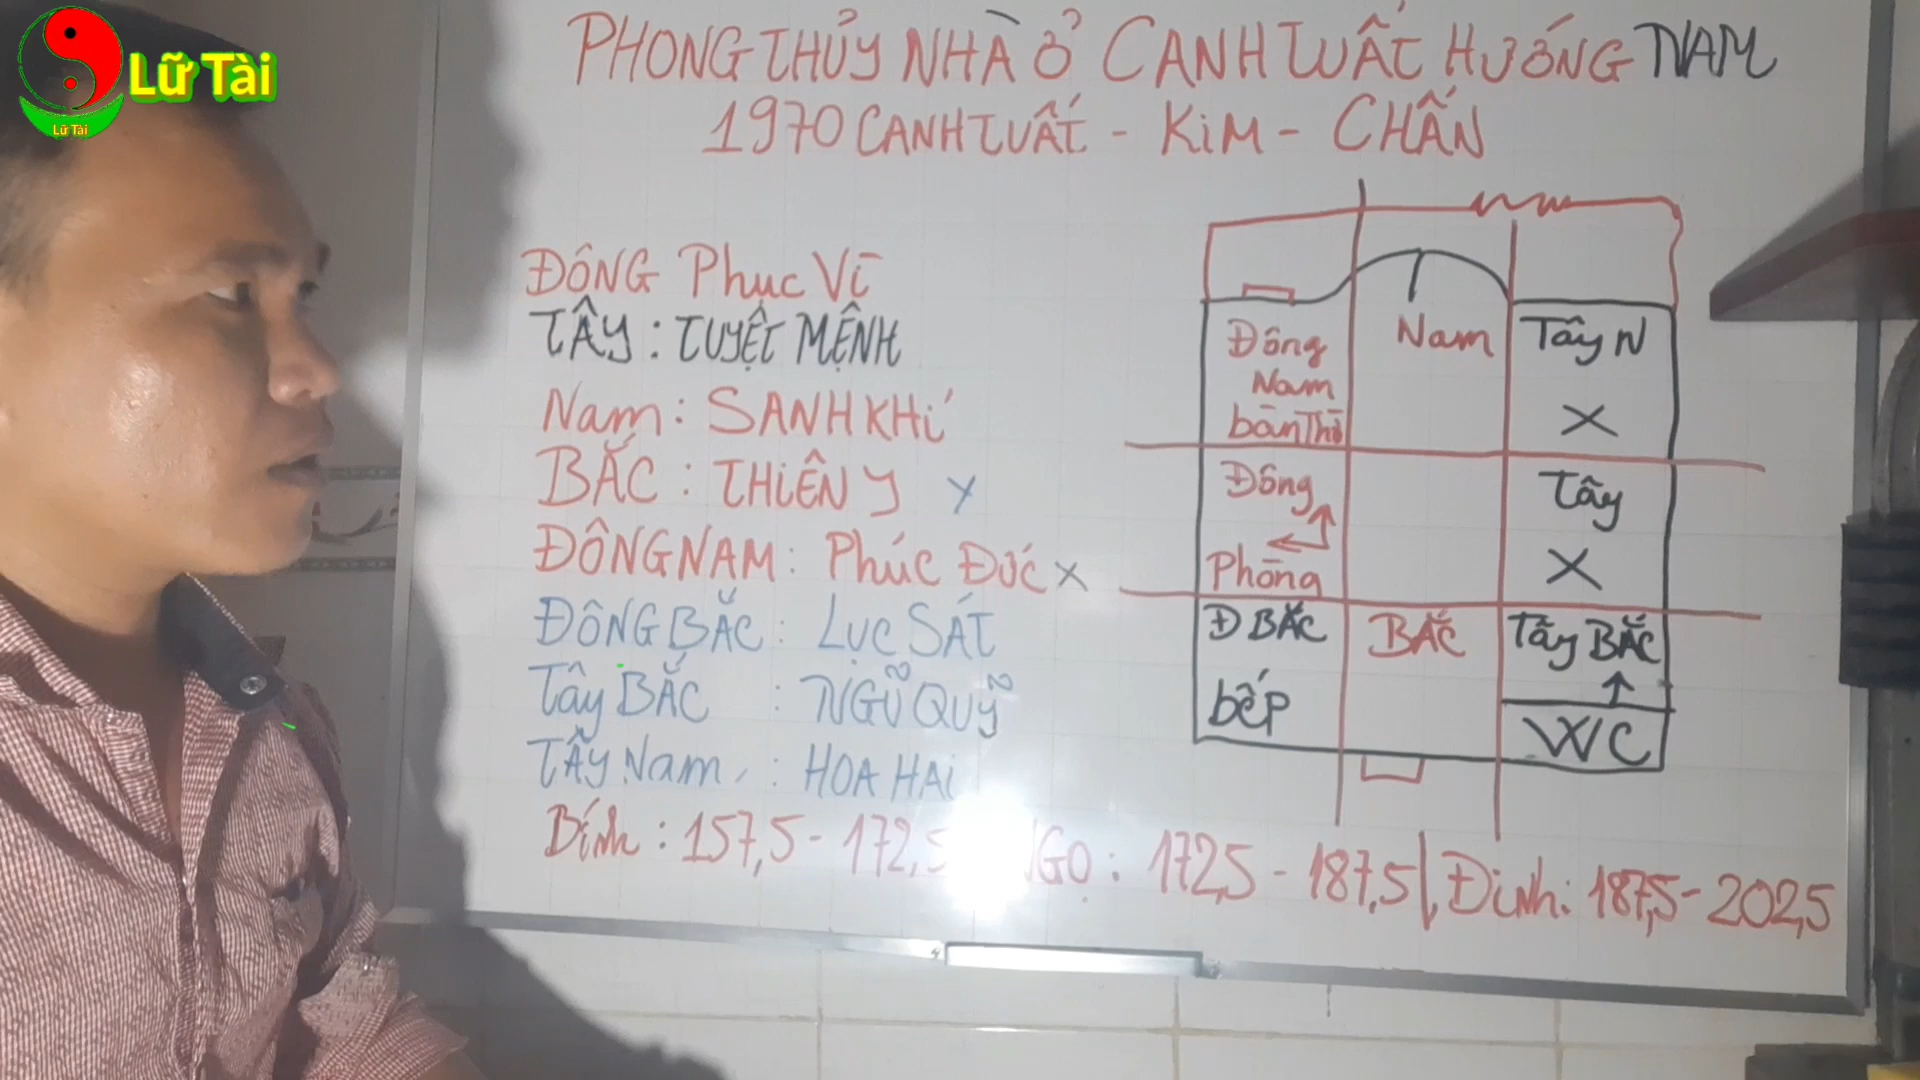 Lữ Tài
Lữ Tài
PHONG THỦY NHÀ Ở CANH TUẤT HƯỚNG NAM
1970 CANH TUẤT - KiM - CHẤN
ĐÔNG Phục Vī
TÂY : TUYỆT MỆNH
Nam : SANH KHí
BẮC : THIÊN Y X
ĐÔNG NAM : Phúc Đức X
ĐÔNG BẮC : LỤC SÁT
Tây BẮC : NGŨ QUỸ
TÂY Nam : HOA HAI
Bính : 157,5 - 172,5 NGỌ : 172,5 - 187,5 | Đinh : 187,5 - 202,5
Đông Nam bàn Thờ
Nam
Tây N
X
Đông
Phòng
Tây
X
Đ BẮC
bếp
BẮC
Tây BẮC
WC